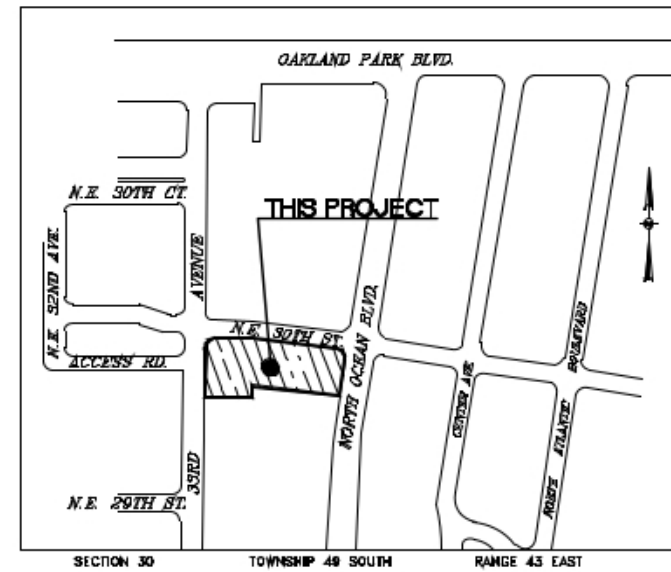 OAKLAND PARK BLVD.
N.E. 30TH CT.
THIS PROJECT
N.E. 32ND AVE.
AVENUE
N.E. 30TH ST.
NORTH OCEAN BLVD.
ACCESS RD.
CENTER AVE
BOULEVARD
NORTH ATLANTIC
33RD
N.E. 29TH ST.
SECTION 30 TOWNSHIP 49 SOUTH RANGE 43 EAST